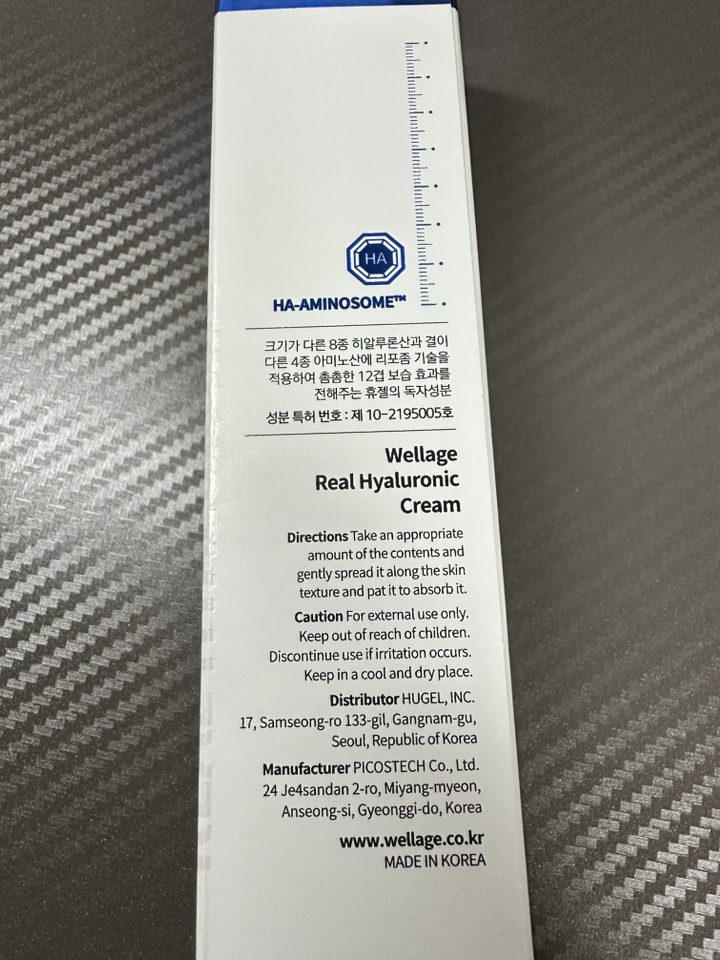 HA
HA-AMINOSOME™
크기가 다른 8종 히알루론산과 결이
다른 4종 아미노산에 리포좀 기술을
적용하여 촘촘한 12겹 보습 효과를
전해주는 휴젤의 독자성분
성분 특허 번호 : 제 10-2195005호
Wellage
Real Hyaluronic
Cream
Directions Take an appropriate
amount of the contents and
gently spread it along the skin
texture and pat it to absorb it.
Caution For external use only.
Keep out of reach of children.
Discontinue use if irritation occurs.
Keep in a cool and dry place.
Distributor HUGEL, INC.
17, Samseong-ro 133-gil, Gangnam-gu,
Seoul, Republic of Korea
Manufacturer PICOSTECH Co., Ltd.
24 Je4sandan 2-ro, Miyang-myeon,
Anseong-si, Gyeonggi-do, Korea
www.wellage.co.kr
MADE IN KOREA